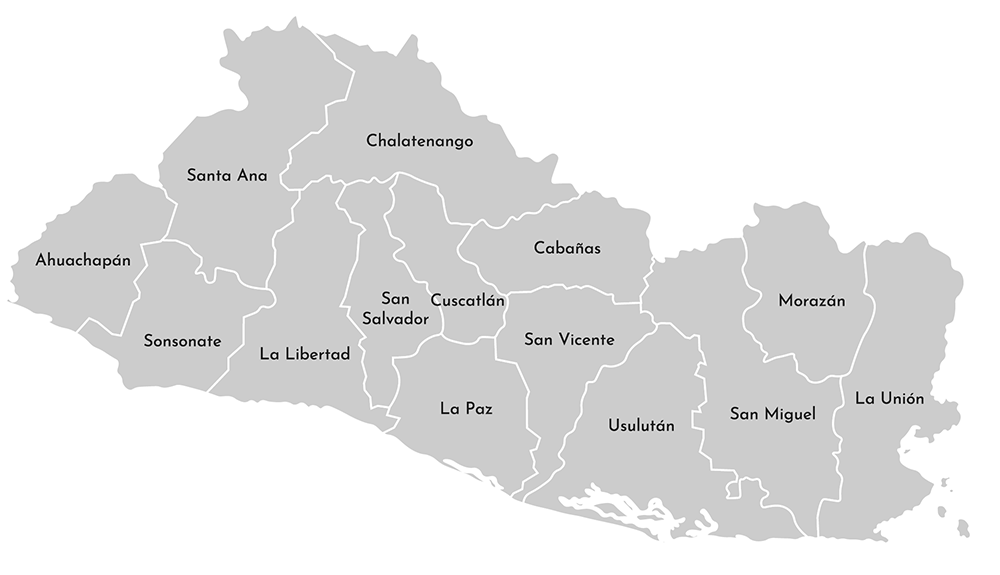 Chalatenango
Santa Ana
Cabañas
Ahuachapán
San
Salvador
Cuscatlán
Morazán
Sonsonate
San Vicente
La Libertad
La Unión
La Paz
San Miguel
Usulután